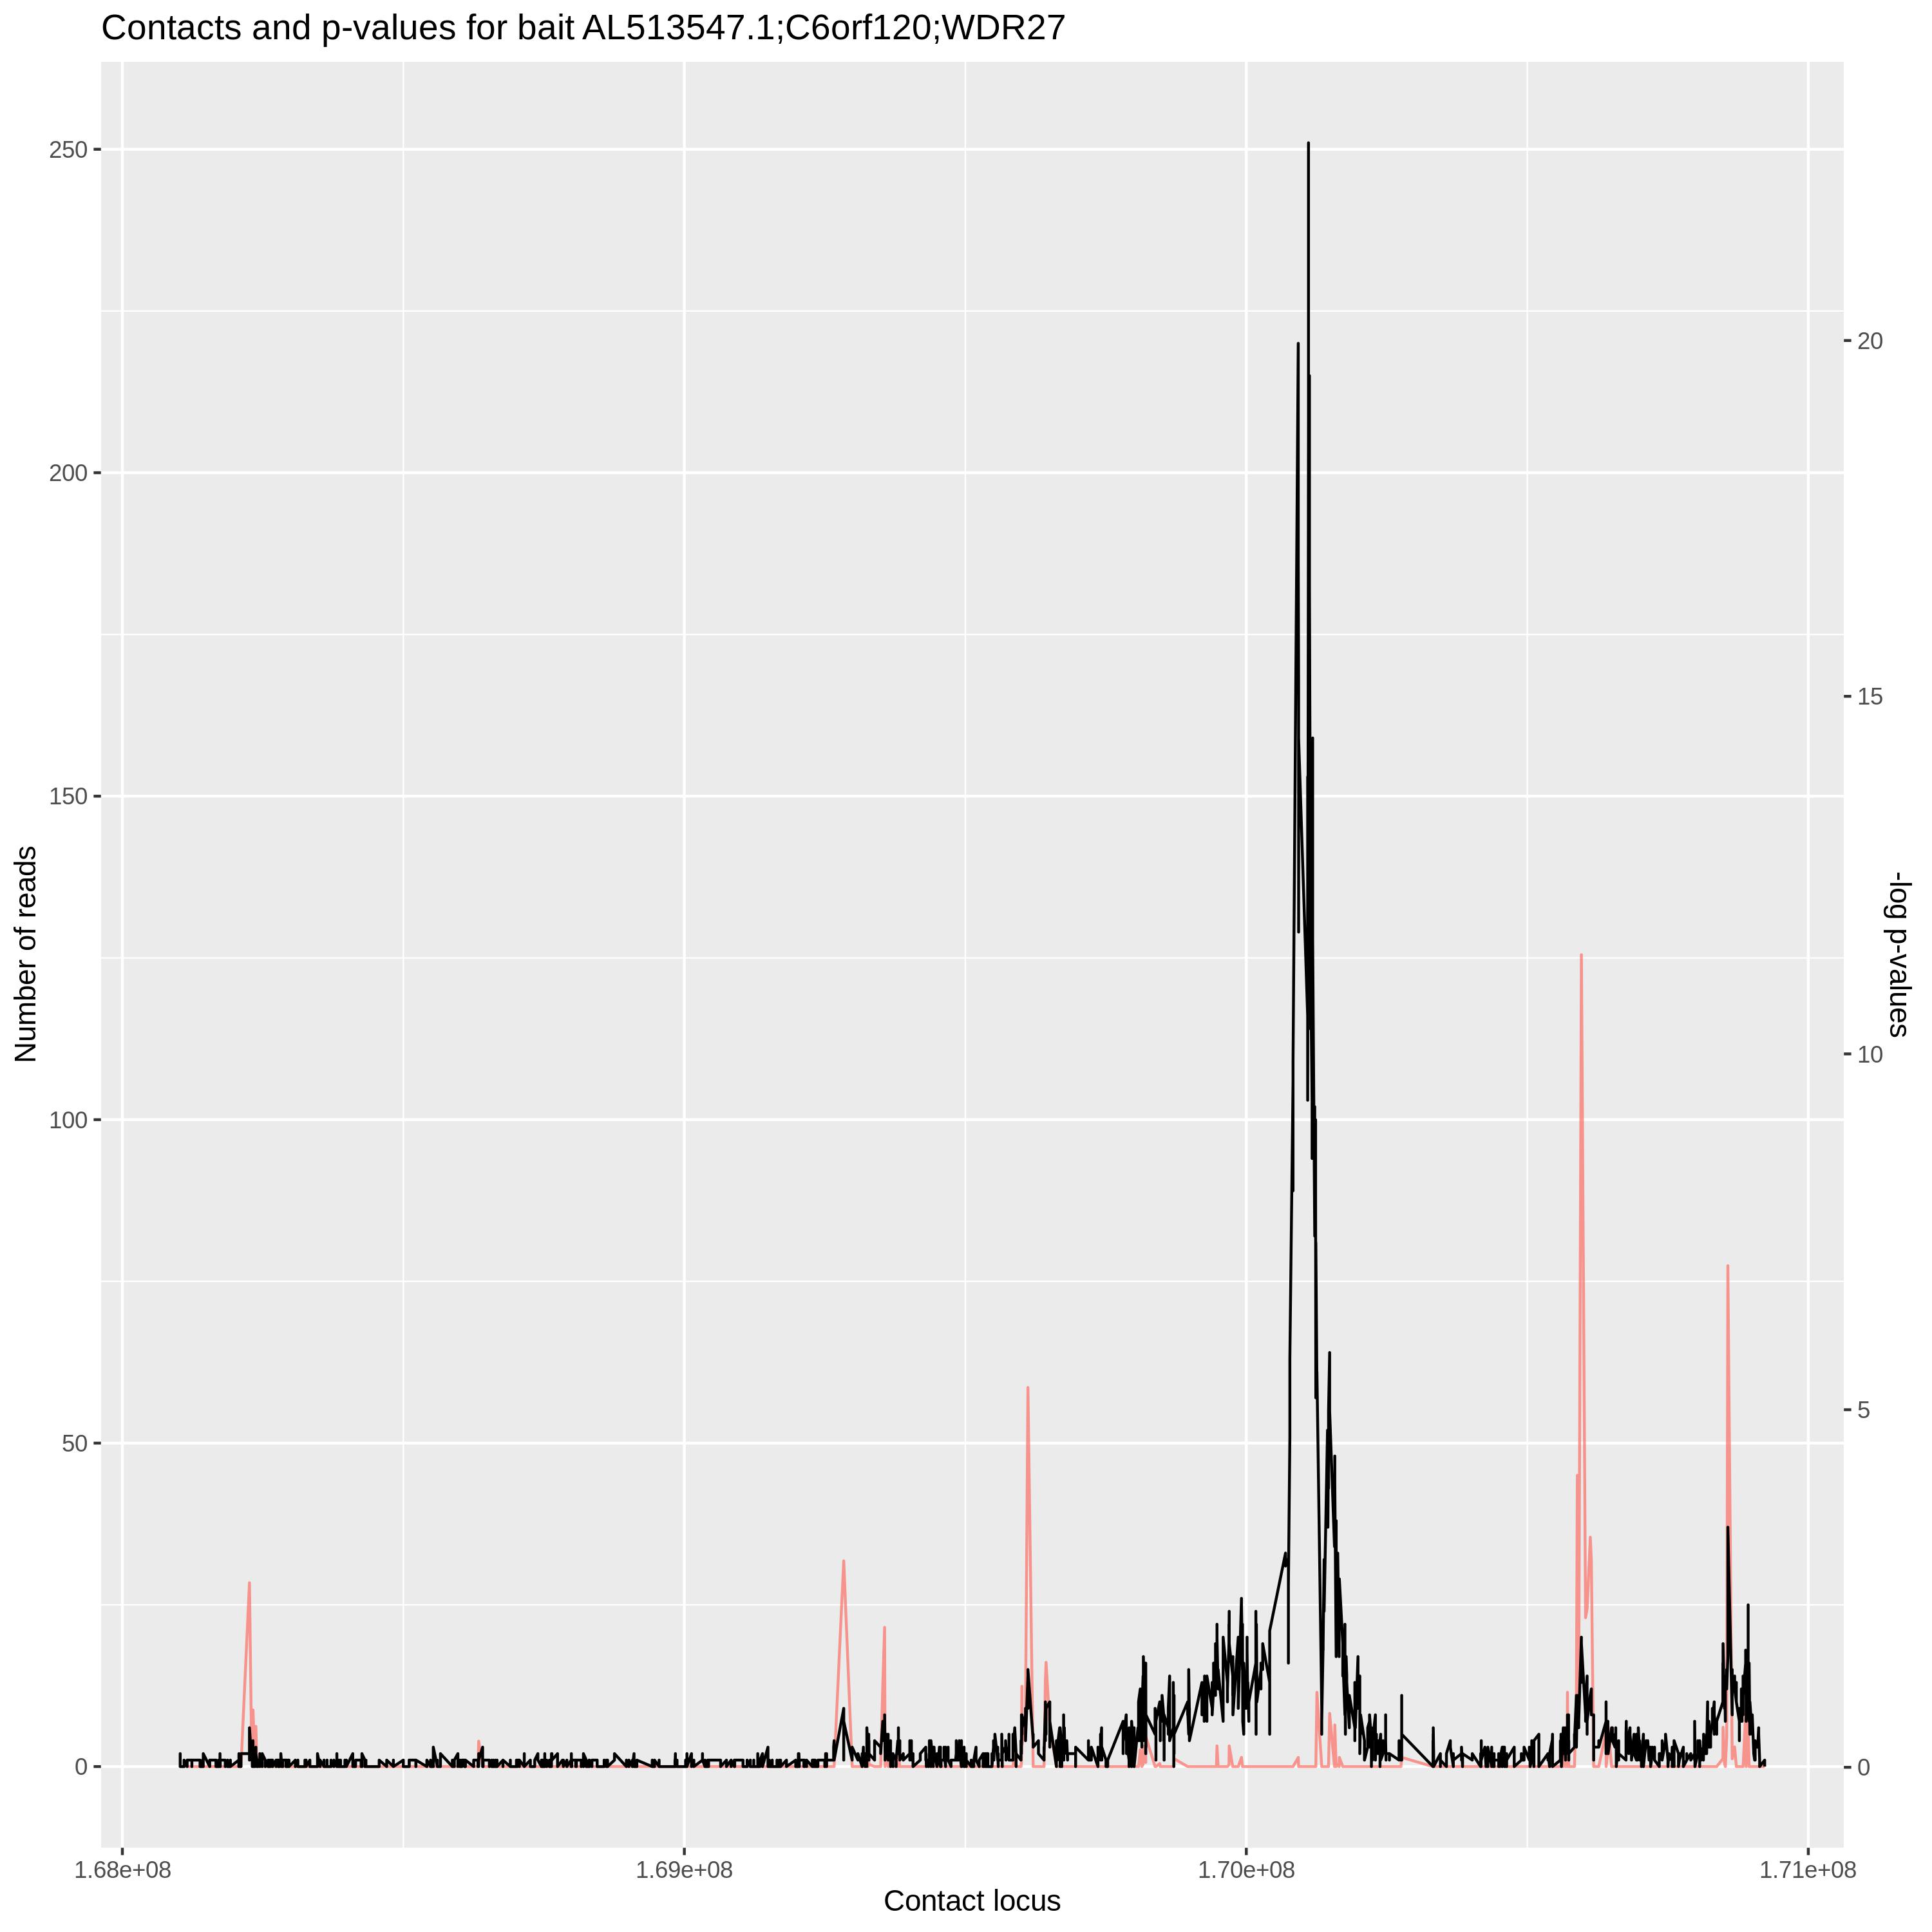 Contacts and p-values for bait AL513547.1;C6orf120;WDR27
250
200
150
100
50
0
Number of reads
20
15
10
5
0
-log p-values
1.68e+08
1.69e+08
1.70e+08
1.71e+08
Contact locus